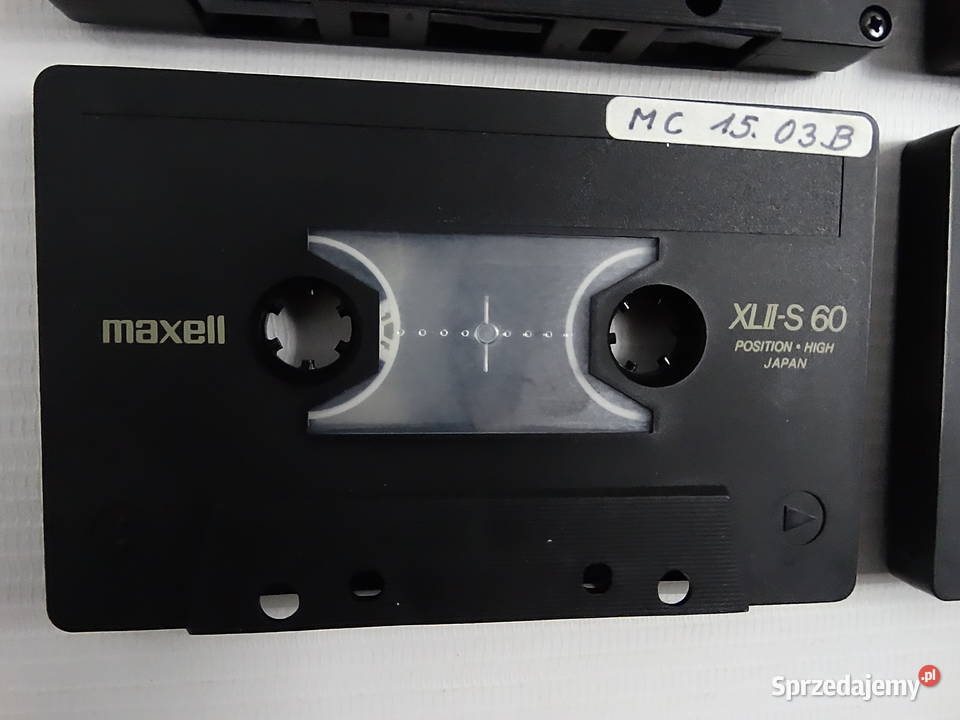 MC 15.03.B
maxell
XLII-S 60
POSITION • HIGH
JAPAN
Sprzedajemy.pl